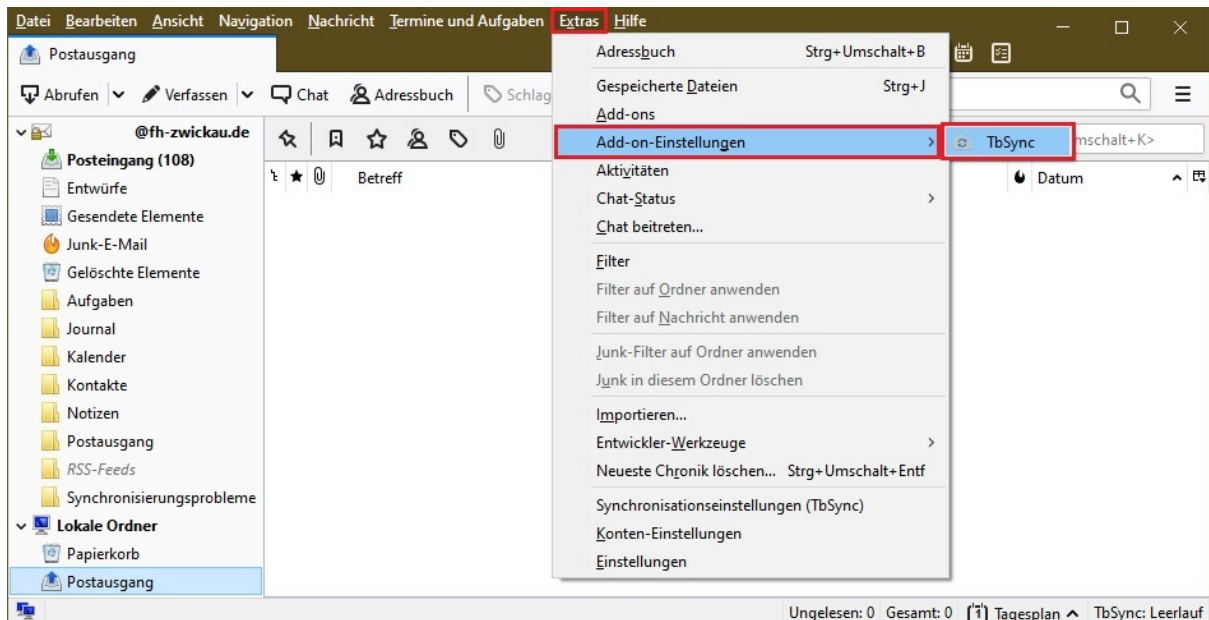 Datei Bearbeiten Ansicht Navigation Nachricht Termine und Aufgaben Extras Hilfe
Postausgang
Abrufen Verfassen Chat Adressbuch Schlag
@fh-zwickau.de
Posteingang (108)
Entwürfe
Gesendete Elemente
Junk-E-Mail
Gelöschte Elemente
Aufgaben
Journal
Kalender
Kontakte
Notizen
Postausgang
RSS-Feeds
Synchronisierungsprobleme
Lokale Ordner
Papierkorb
Postausgang
Betreff
Adressbuch Strg+Umschalt+B
Gespeicherte Dateien Strg+J
Add-ons
Add-on-Einstellungen
Aktivitäten
Chat-Status
Chat beitreten...
Filter
Filter auf Ordner anwenden
Filter auf Nachricht anwenden
Junk-Filter auf Ordner anwenden
Junk in diesem Ordner löschen
Importieren...
Entwickler-Werkzeuge
Neueste Chronik löschen... Strg+Umschalt+Entf
Synchronisationseinstellungen (TbSync)
Konten-Einstellungen
Einstellungen
TbSync
mschalt+K>
Datum
Ungelesen: 0 Gesamt: 0 Tagesplan TbSync: Leerlauf